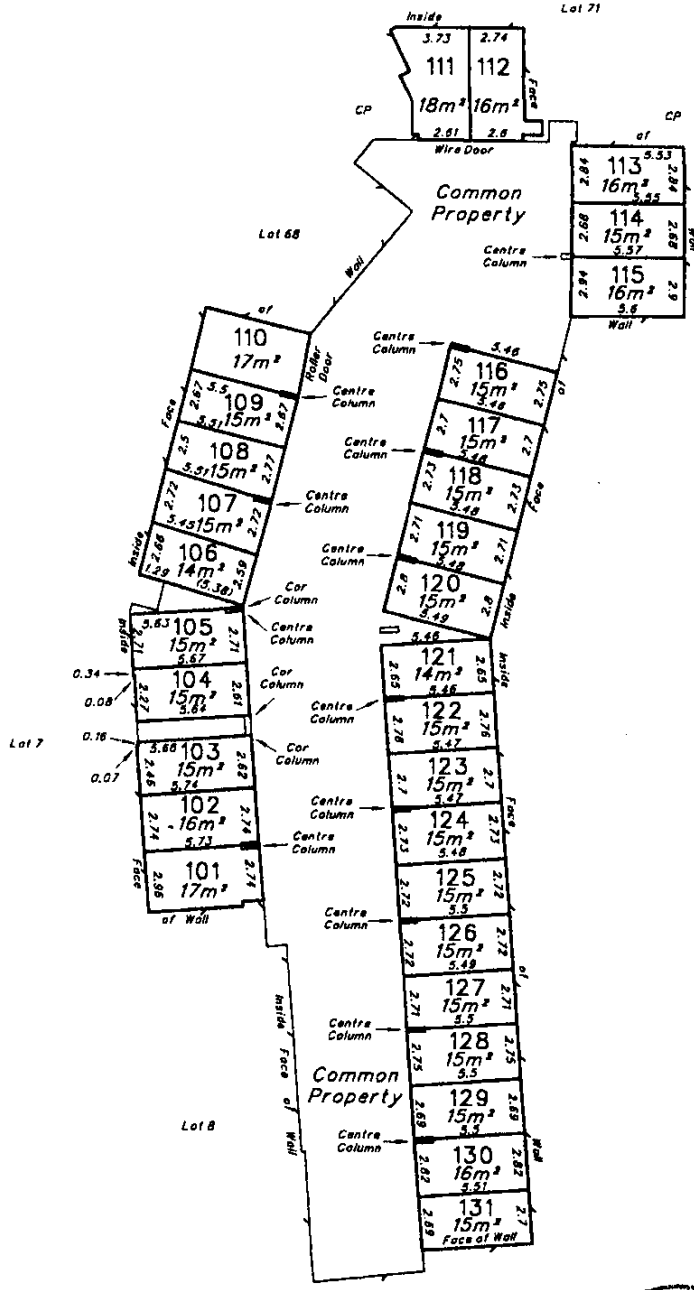 Inside
Lot 71
3.73 2.74
111 112
18m² 16m²
Face
CP
CP
2.61 2.6
Wire Door
of
5.53
2.84 113 2.84
16m²
5.55
Common
Property
2.68 114 2.68
15m²
5.57
Wall
Centre
Column
2.94 115 2.9
16m²
5.6
Wall
Lot 68
Wall
of
110
17m²
Roller
Door
Centre
Column
5.46
2.75 116 2.75
15m²
5.46
of
5.5
2.67 109 2.67
15m²
5.51
Centre
Column
Face
2.7 117 2.7
15m²
5.48
Centre
Column
2.5 108 2.77
5.51 15m²
2.73 118 2.73
15m²
5.48
Face
2.72 107 2.72
5.45 15m²
Centre
Column
2.71 119 2.71
15m²
5.48
Centre
Column
Inside
2.66 106 2.59
14m²
1.29 (5.38)
2.8 120 2.8
15m²
5.49
Inside
Cor
Column
Centre
Column
Inside
5.63
2.71 105 2.71
15m²
5.67
5.46
2.65 121 2.65
14m²
5.46
Inside
0.34
0.08
2.27 104 2.61
15m²
5.64
Cor
Column
Centre
Column
2.76 122 2.76
15m²
5.47
Lot 7
0.16
0.07
5.66
2.46 103 2.62
15m²
5.74
Cor
Column
2.7 123 2.7
15m²
5.47
Centre
Column
Face
2.74 102 2.74
16m²
5.73
Centre
Column
2.73 124 2.73
15m²
5.48
Face
2.96 101 2.74
17m²
of Wall
2.72 125 2.72
15m²
5.5
Centre
Column
2.72 126 2.72
15m²
5.49
of
2.71 127 2.71
15m²
5.5
Centre
Column
Inside Face of Wall
2.75 128 2.75
15m²
5.5
Common
Property
2.69 129 2.69
15m²
5.5
Lot 8
Centre
Column
Wall
2.82 130 2.82
16m²
5.51
2.69 131 2.7
15m²
Face of Wall